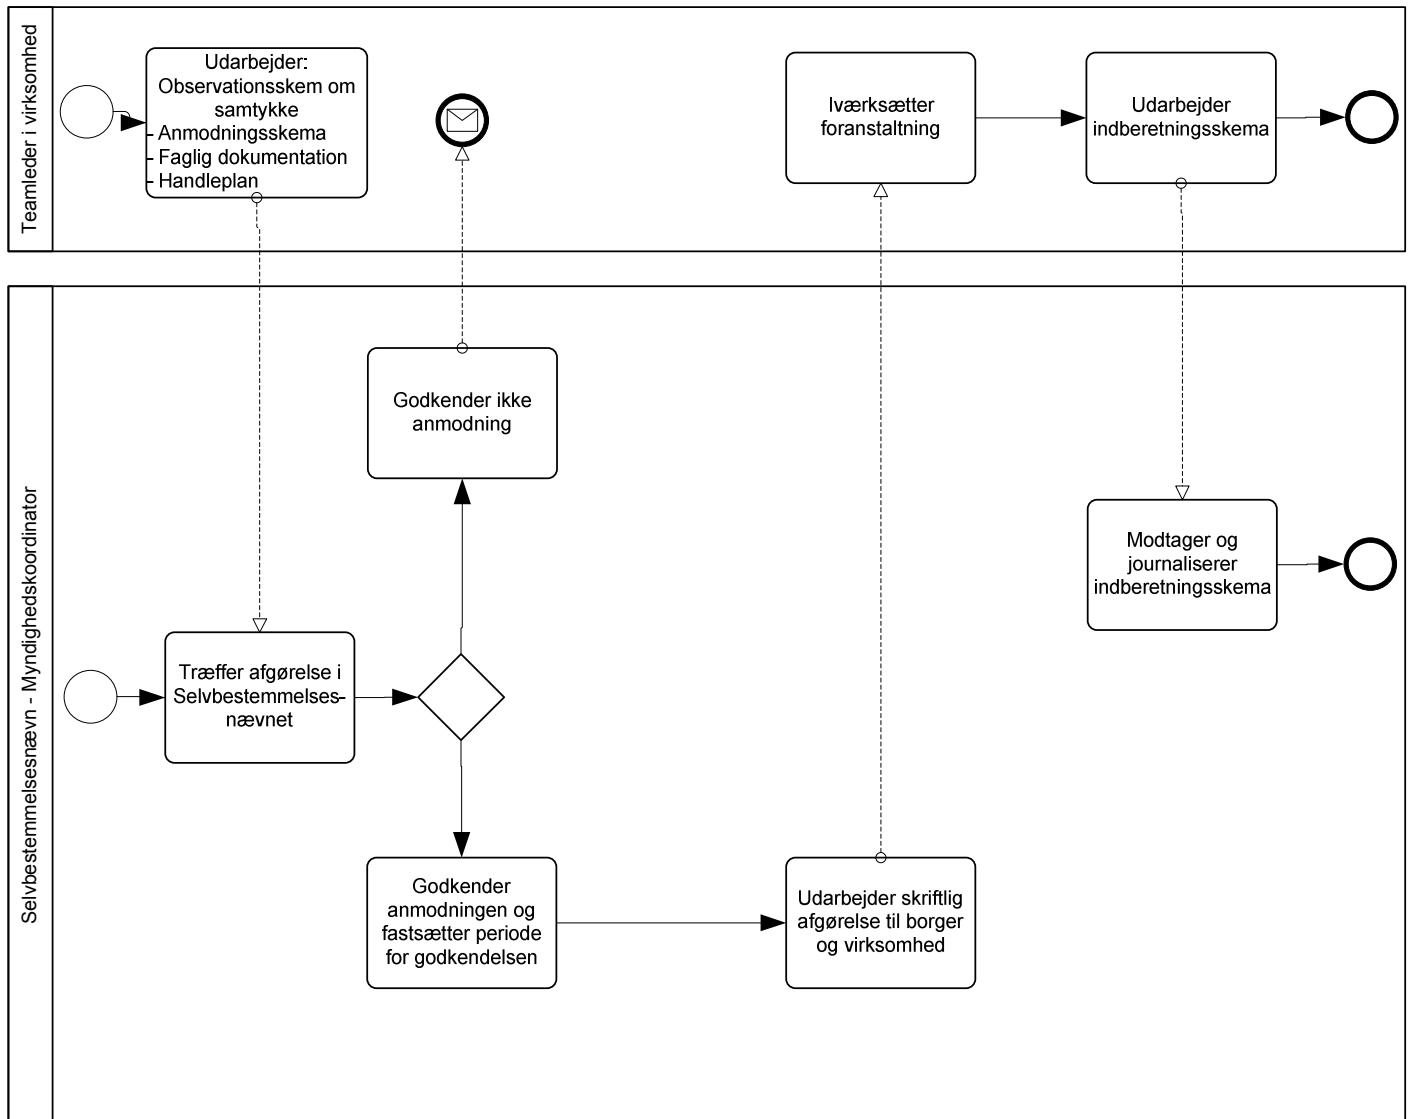 Teamleder i virksomhed
Udarbejder:
Observationsskem om
samtykke
- Anmodningsskema
- Faglig dokumentation
- Handleplan
Iværksætter
foranstaltning
Udarbejder
indberetningsskema
Selvbestemmelsesnævn - Myndighedskoordinator
Godkender ikke
anmodning
Modtager og
journaliserer
indberetningsskema
Træffer afgørelse i
Selvbestemmelses-
nævnet
Godkender
anmodningen og
fastsætter periode
for godkendelsen
Udarbejder skriftlig
afgørelse til borger
og virksomhed